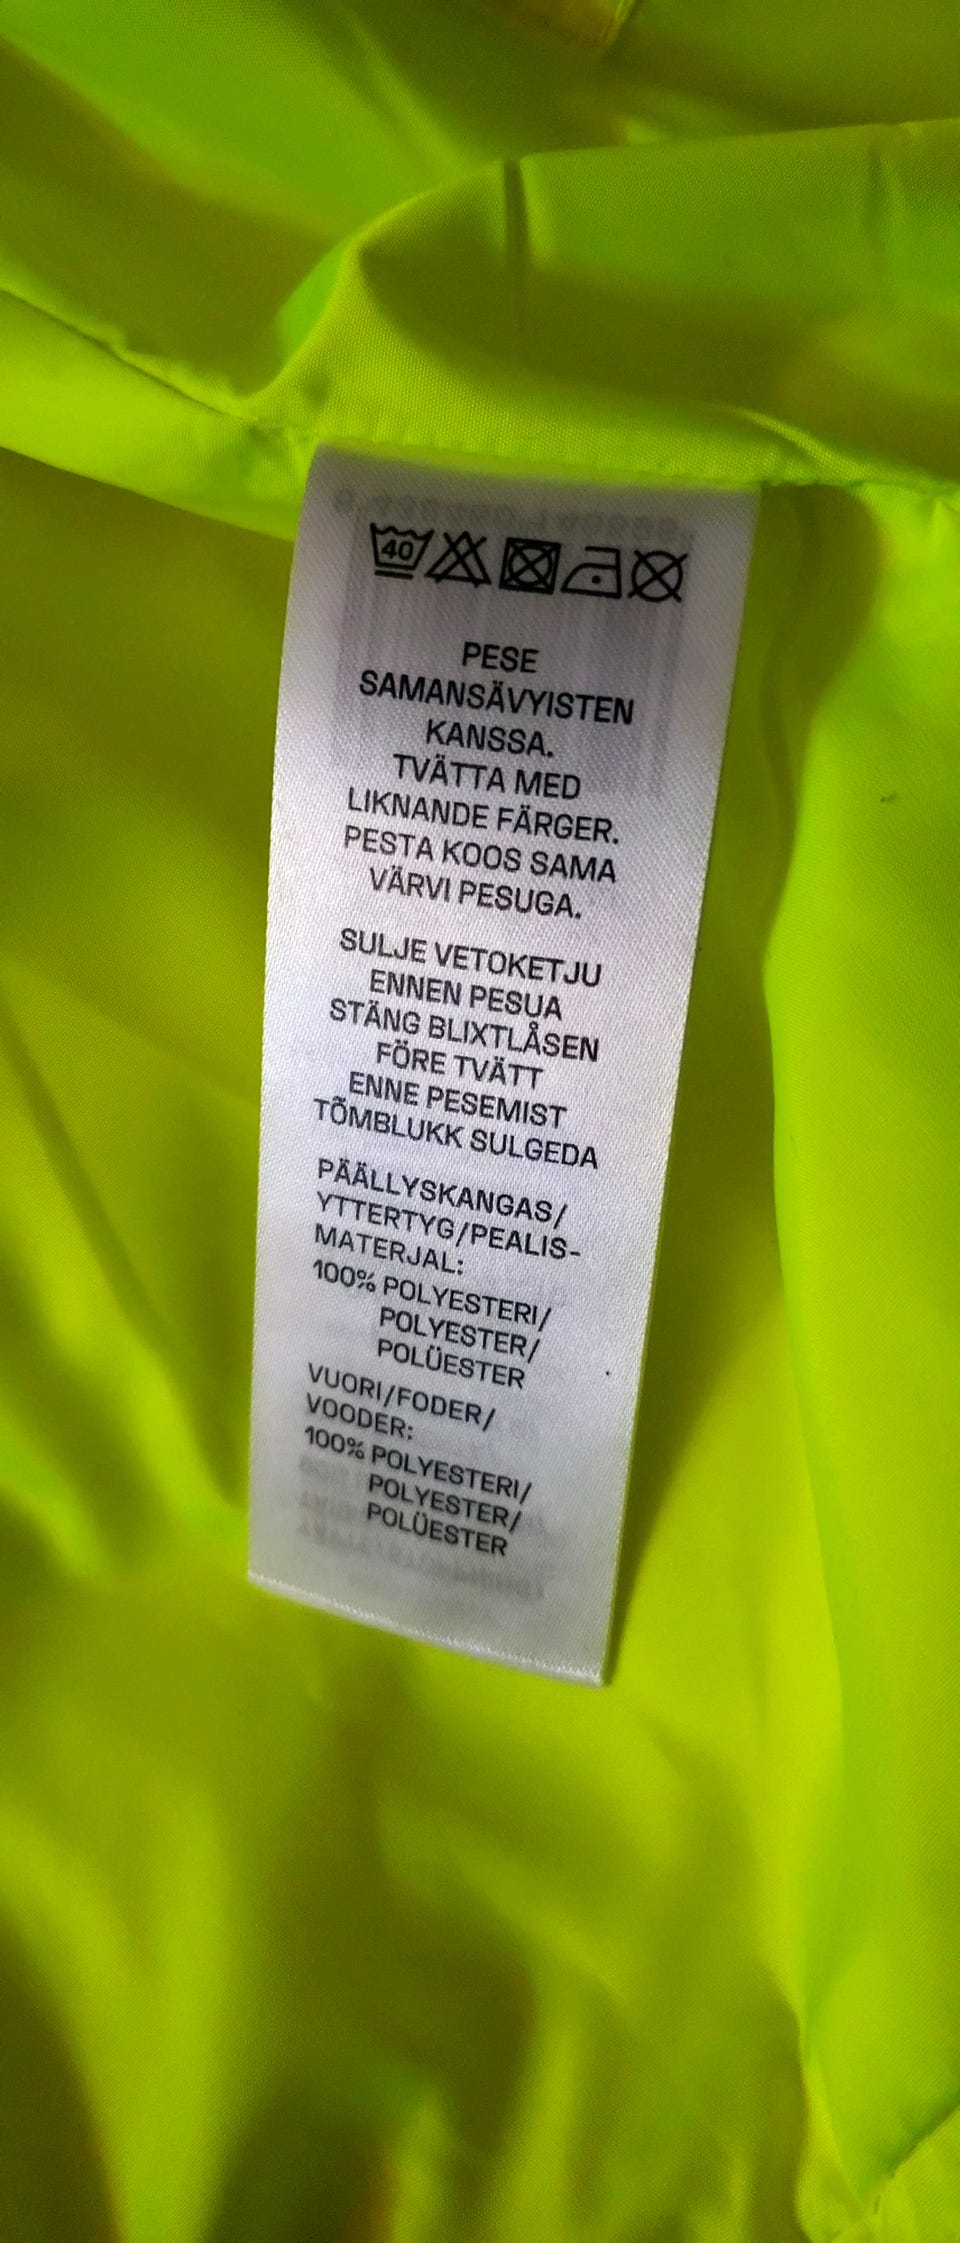 40
PESE
SAMANSÄVYISTEN
KANSSA.
TVÄTTA MED
LIKNANDE FÄRGER.
PESTA KOOS SAMA
VÄRVI PESUGA.
SULJE VETOKETJU
ENNEN PESUA
STÄNG BLIXTLÅSEN
FÖRE TVÄTT
ENNE PESEMIST
TÕMBLUKK SULGEDA
PÄÄLLYSKANGAS/
YTTERTYG/PEALIS-
MATERJAL:
100% POLYESTERI/
POLYESTER/
POLÜESTER
VUORI/FODER/
VOODER:
100% POLYESTERI/
POLYESTER/
POLÜESTER